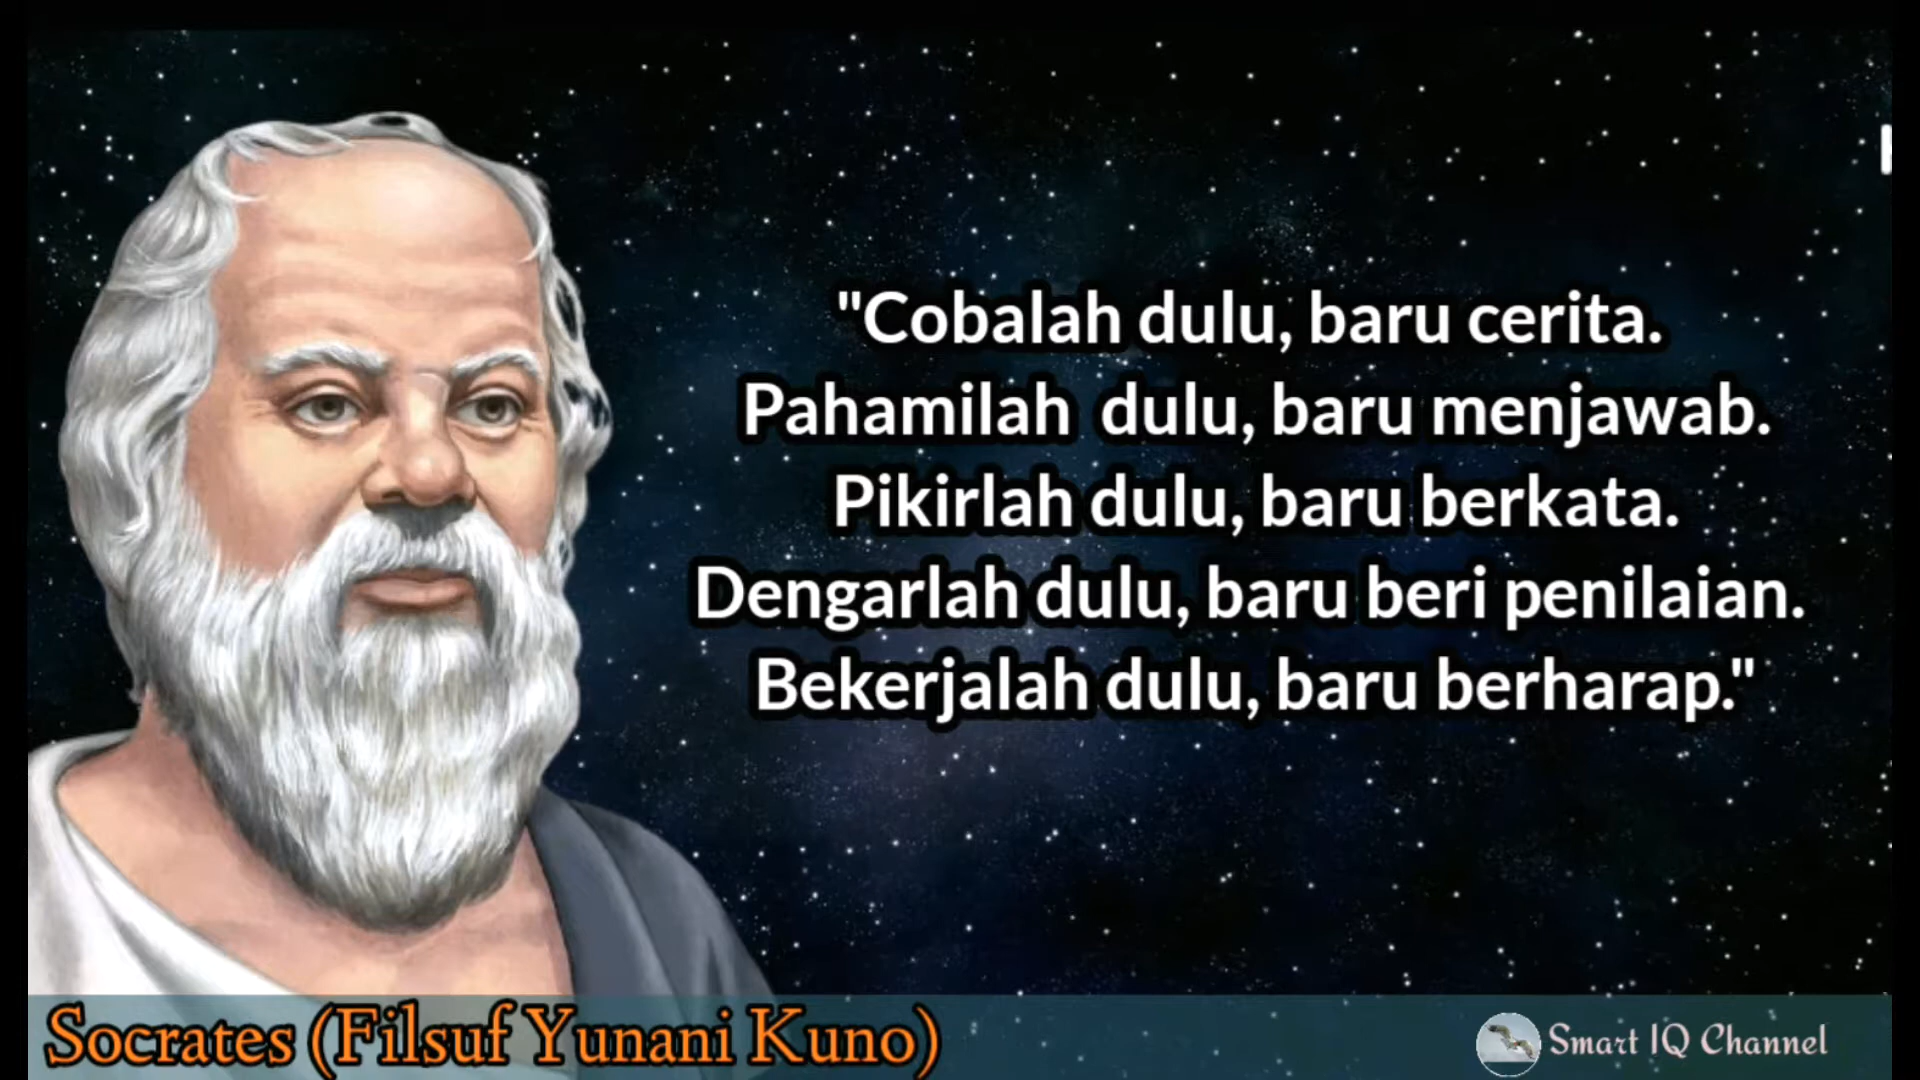 "Cobalah dulu, baru cerita.
Pahamilah dulu, baru menjawab.
Pikirlah dulu, baru berkata.
Dengarlah dulu, baru beri penilaian.
Bekerjalah dulu, baru berharap."
Socrates (Filsuf Yunani Kuno)
Smart IQ Channel